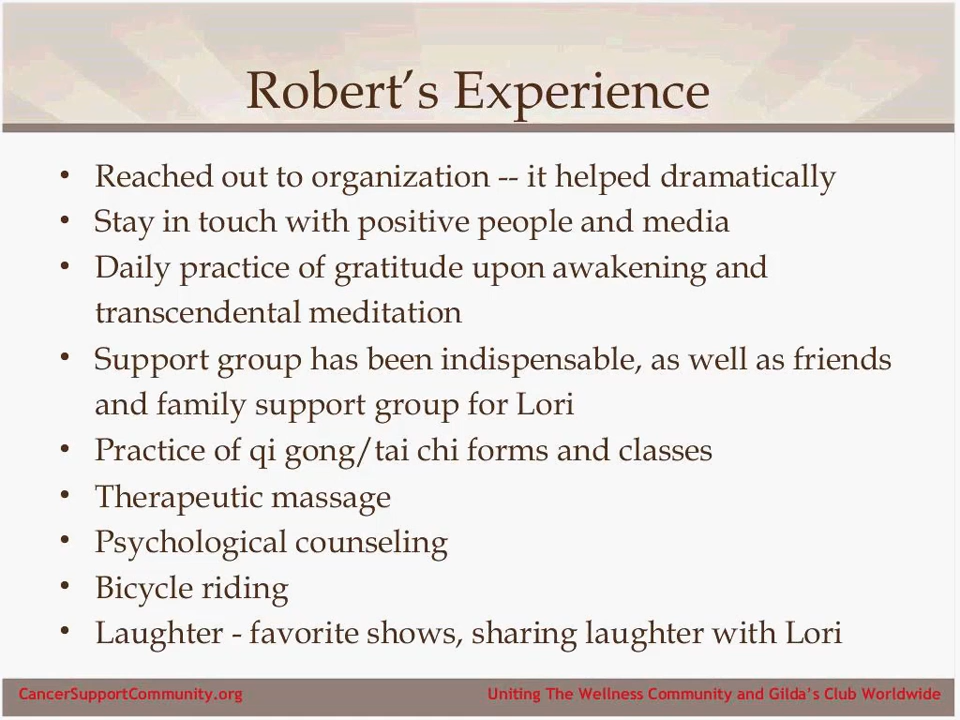 Robert’s Experience
• Reached out to organization -- it helped dramatically
• Stay in touch with positive people and media
• Daily practice of gratitude upon awakening and
transcendental meditation
• Support group has been indispensable, as well as friends
and family support group for Lori
• Practice of qi gong/tai chi forms and classes
• Therapeutic massage
• Psychological counseling
• Bicycle riding
• Laughter - favorite shows, sharing laughter with Lori
CancerSupportCommunity.org
Uniting The Wellness Community and Gilda’s Club Worldwide